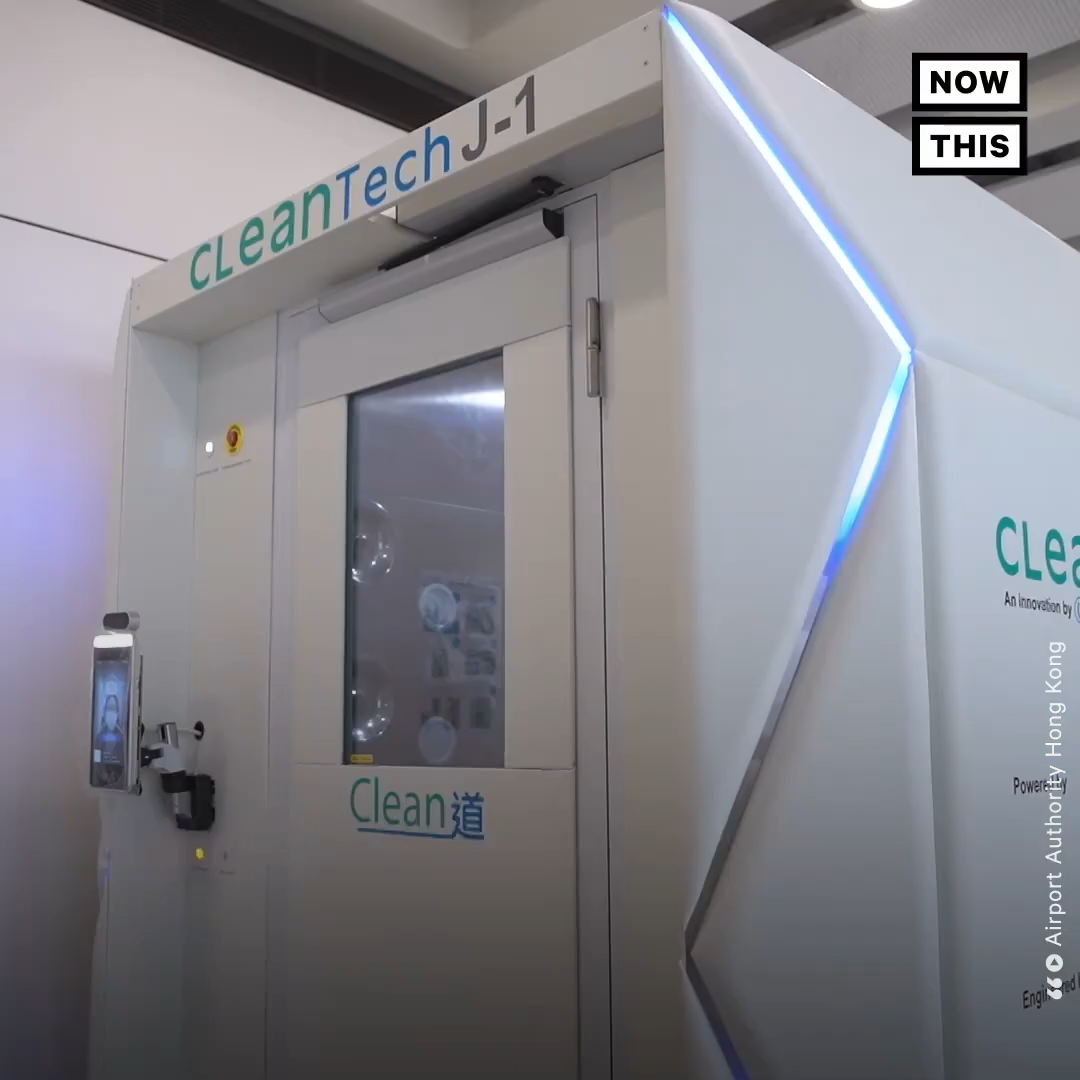 NOW
THIS
CLeanTech J-1
Clean道
CLea
An innovation by
Powered by
Airport Authority Hong Kong